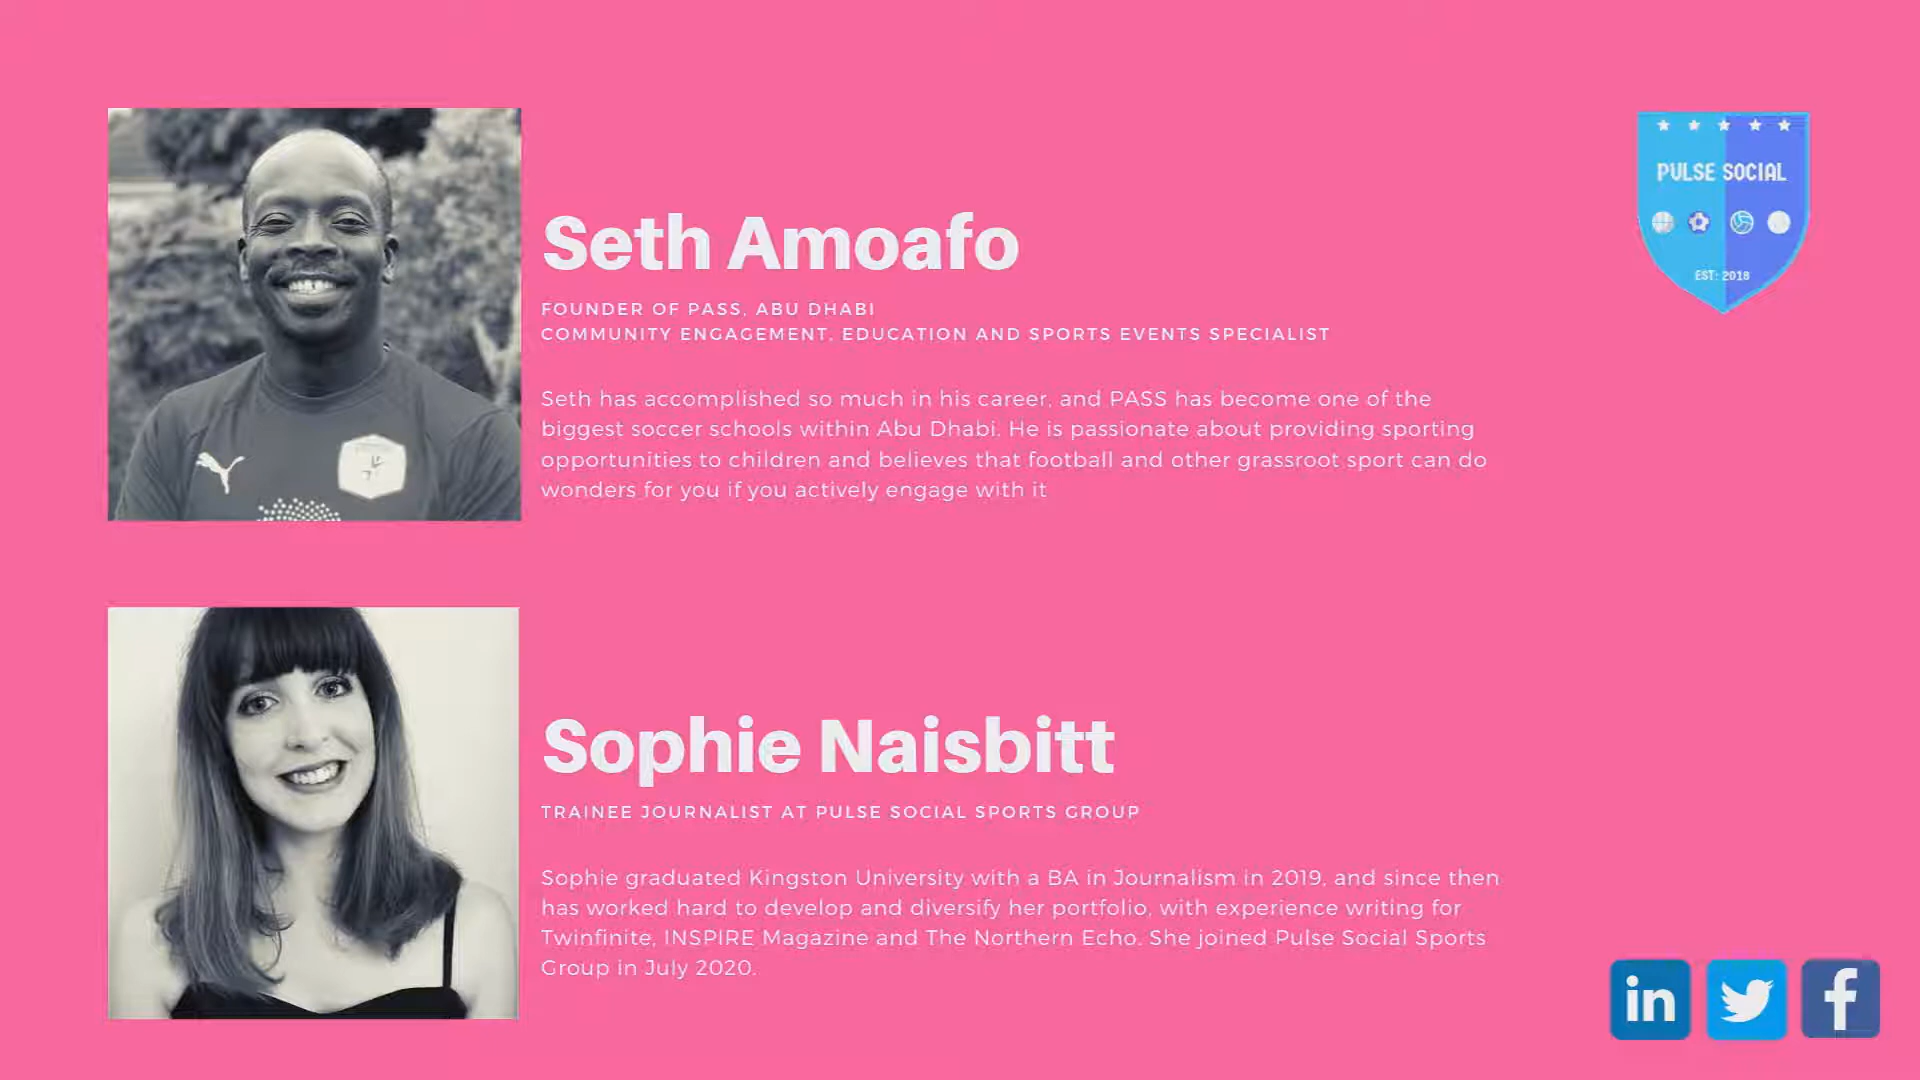 Seth Amoafo
FOUNDER OF PASS, ABU DHABI
COMMUNITY ENGAGEMENT, EDUCATION AND SPORTS EVENTS SPECIALIST
Seth has accomplished so much in his career, and PASS has become one of the
biggest soccer schools within Abu Dhabi. He is passionate about providing sporting
opportunities to children and believes that football and other grassroot sport can do
wonders for you if you actively engage with it
PULSE SOCIAL
EST: 2018
Sophie Naisbitt
TRAINEE JOURNALIST AT PULSE SOCIAL SPORTS GROUP
Sophie graduated Kingston University with a BA in Journalism in 2019, and since then
has worked hard to develop and diversify her portfolio, with experience writing for
Twinfinite, INSPIRE Magazine and The Northern Echo. She joined Pulse Social Sports
Group in July 2020.
in
f